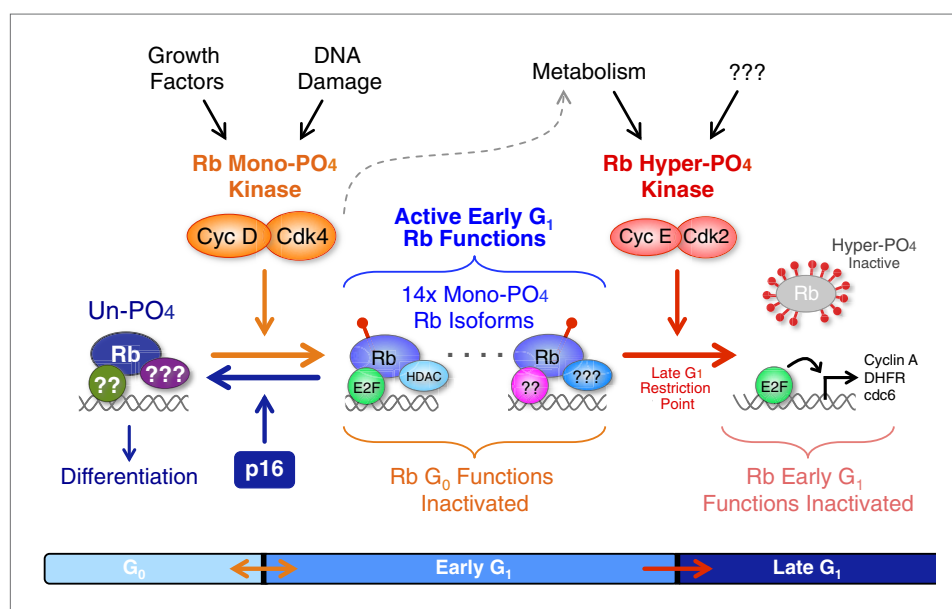 Growth
Factors
DNA
Damage
Metabolism
???
Rb Mono-PO4
Kinase
Rb Hyper-PO4
Kinase
Cyc D
Cdk4
Active Early G1
Rb Functions
Cyc E
Cdk2
Hyper-PO4
Inactive
Rb
14x Mono-PO4
Rb Isoforms
Un-PO4
Rb
??
???
Rb
E2F
HDAC
Rb
??
???
Late G1
Restriction
Point
E2F
Cyclin A
DHFR
cdc6
Differentiation
p16
Rb G0 Functions
Inactivated
Rb Early G1
Functions Inactivated
G0
Early G1
Late G1